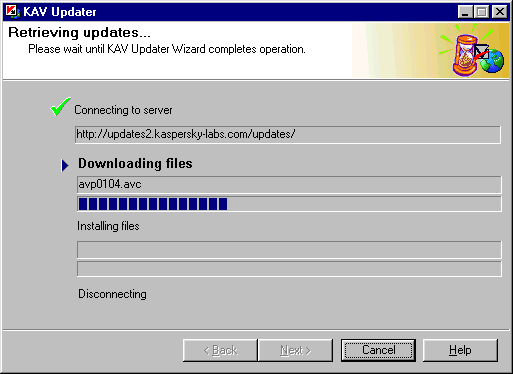 KAV Updater
Retrieving updates...
Please wait until KAV Updater Wizard completes operation.
Connecting to server
http://updates2.kaspersky-labs.com/updates/
Downloading files
avp0104.avc
Installing files
Disconnecting
< Back Next > Cancel Help